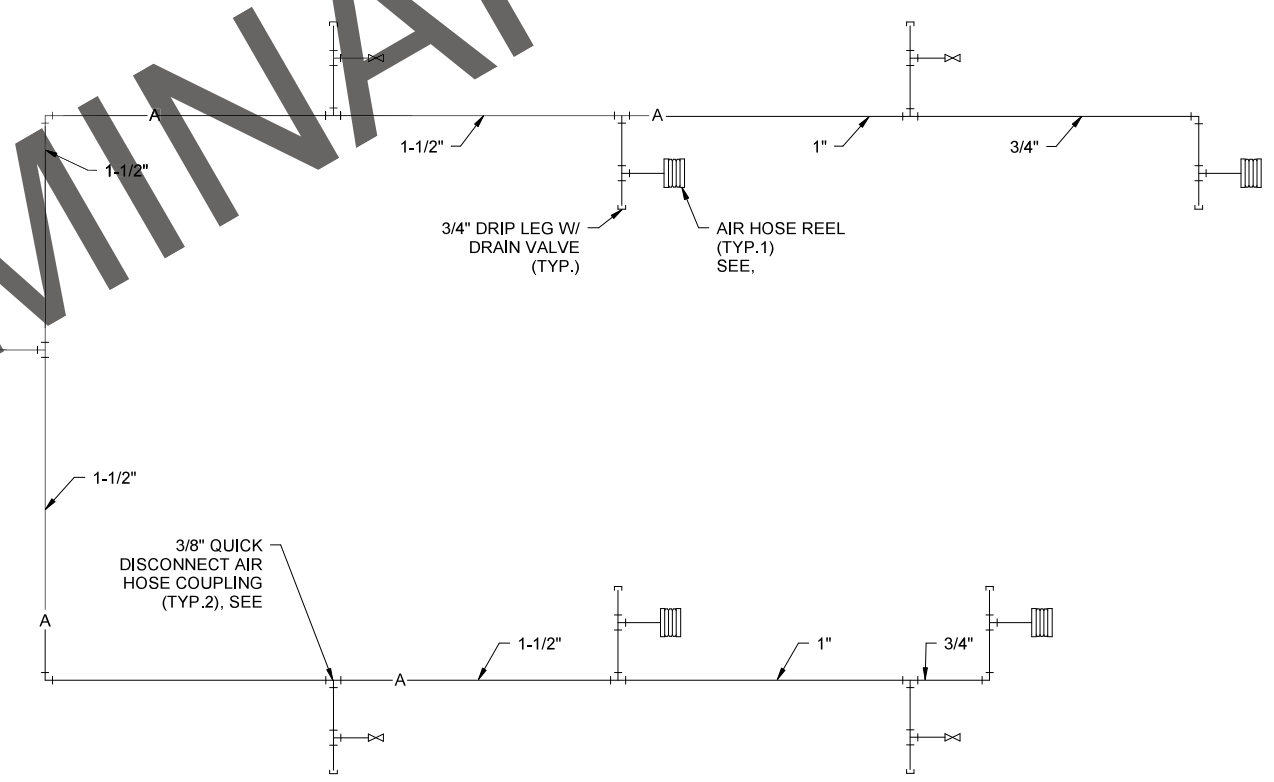 MINAR
A
A
1-1/2"
1-1/2"
1"
3/4"
3/4" DRIP LEG W/
DRAIN VALVE
(TYP.)
AIR HOSE REEL
(TYP.1)
SEE,
1-1/2"
3/8" QUICK
DISCONNECT AIR
HOSE COUPLING
(TYP.2), SEE
A
1-1/2"
1"
3/4"
A